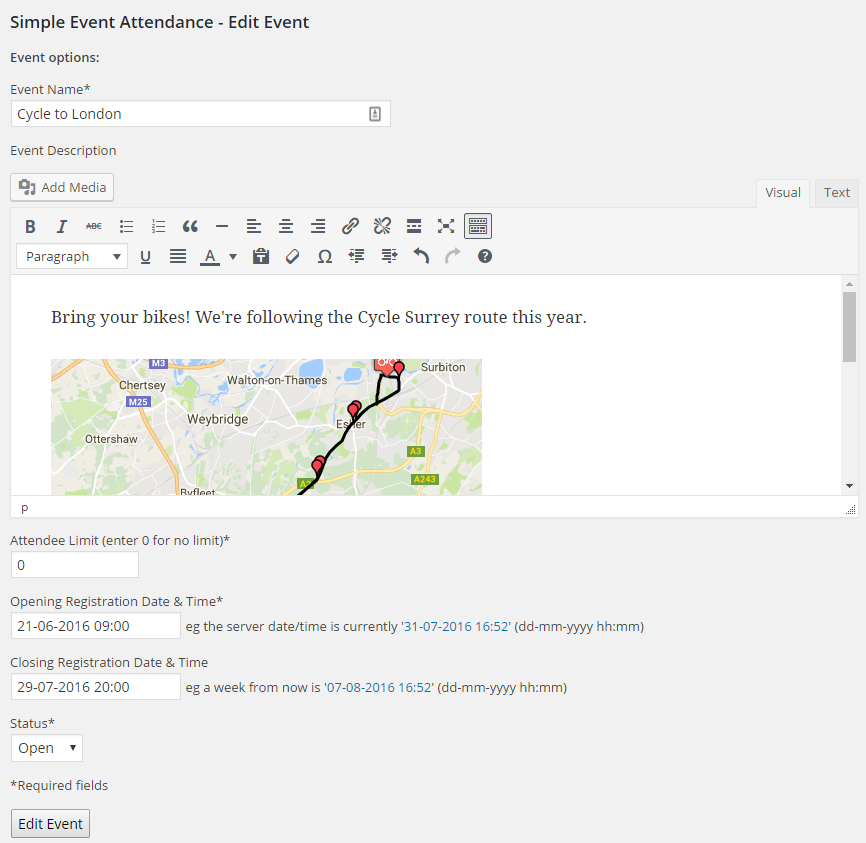 Simple Event Attendance - Edit Event
Event options:
Event Name*
Cycle to London
Event Description
Add Media
Visual Text
B I ABC
Paragraph U A Ω
Bring your bikes! We're following the Cycle Surrey route this year.
M3
Surbiton
Walton-on-Thames
Chertsey
M25
Weybridge
Esher
Ottershaw
A3
A243
A3
Byfleet
p
Attendee Limit (enter 0 for no limit)*
0
Opening Registration Date & Time*
21-06-2016 09:00 eg the server date/time is currently '31-07-2016 16:52' (dd-mm-yyyy hh:mm)
Closing Registration Date & Time
29-07-2016 20:00 eg a week from now is '07-08-2016 16:52' (dd-mm-yyyy hh:mm)
Status*
Open
*Required fields
Edit Event